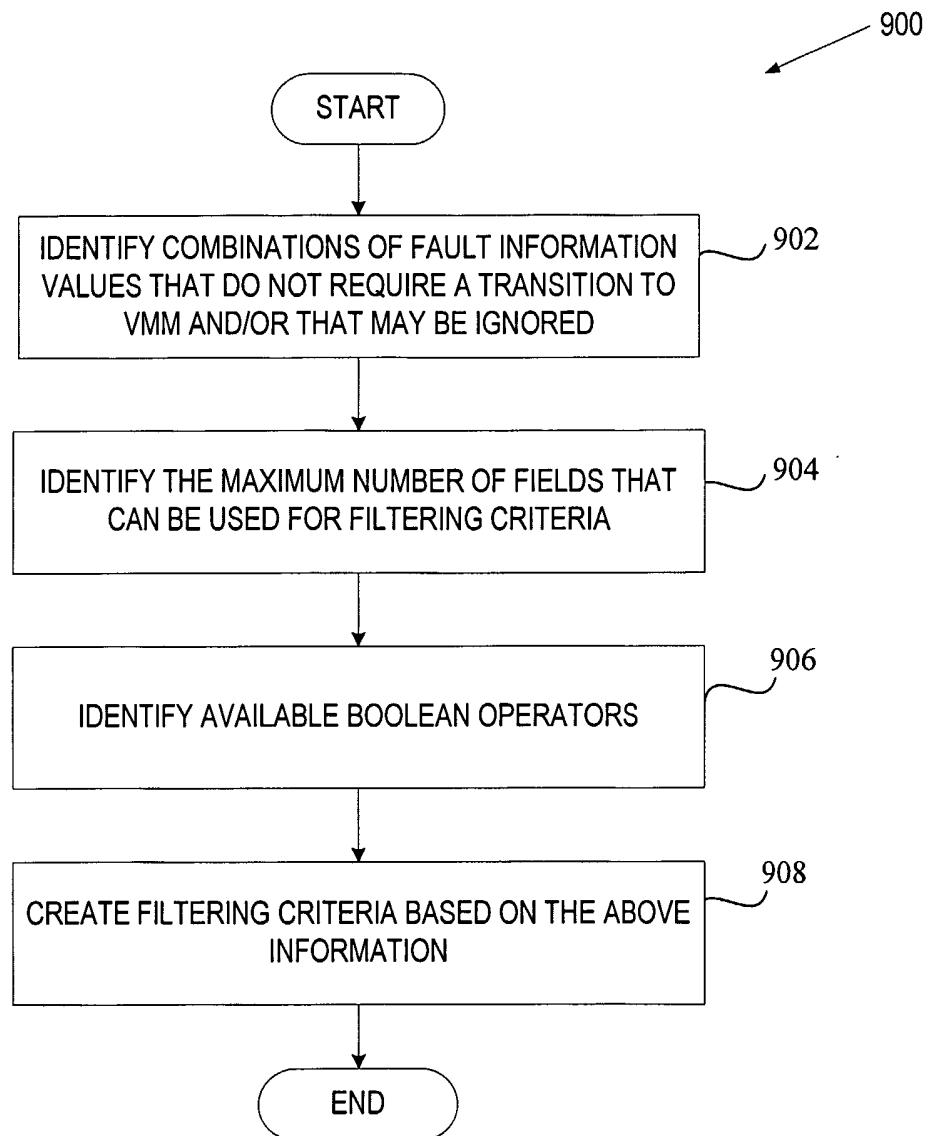 900
START
IDENTIFY COMBINATIONS OF FAULT INFORMATION
VALUES THAT DO NOT REQUIRE A TRANSITION TO
VMM AND/OR THAT MAY BE IGNORED
902
IDENTIFY THE MAXIMUM NUMBER OF FIELDS THAT
CAN BE USED FOR FILTERING CRITERIA
904
IDENTIFY AVAILABLE BOOLEAN OPERATORS
906
CREATE FILTERING CRITERIA BASED ON THE ABOVE
INFORMATION
908
END